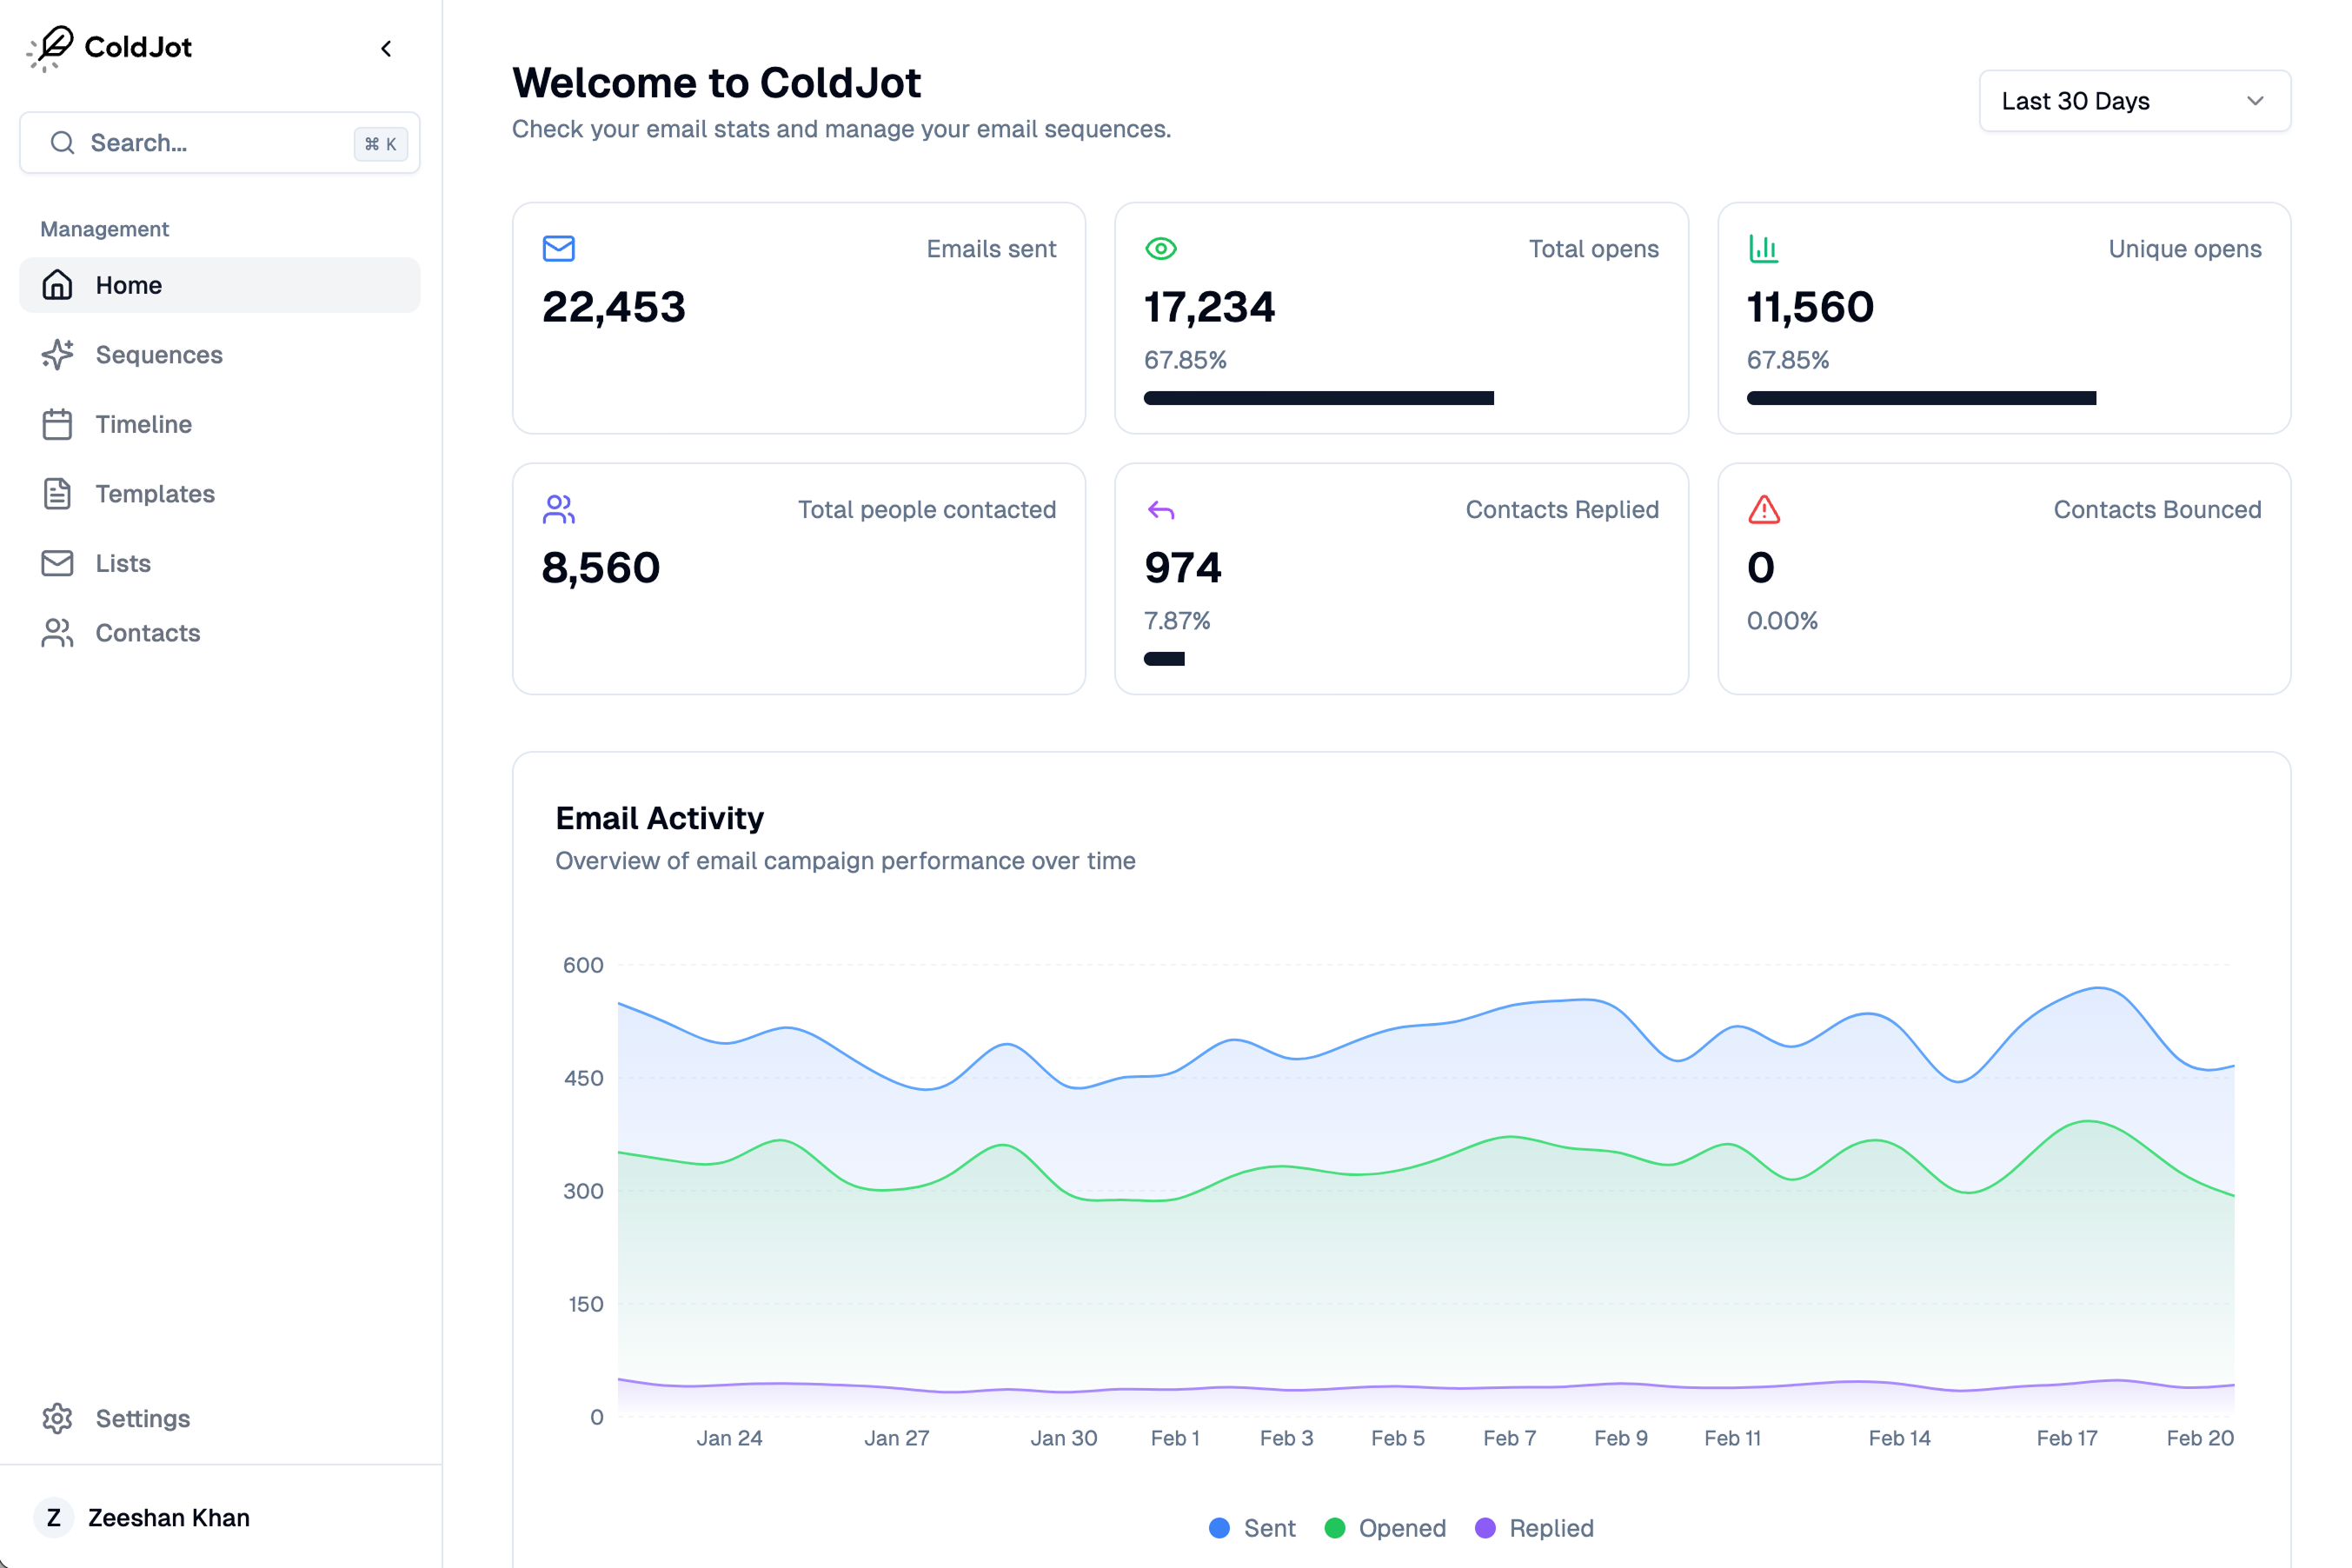 ColdJot
Search...
⌘ K
Management
Home
Sequences
Timeline
Templates
Lists
Contacts
Settings
Z
Zeeshan Khan
Welcome to ColdJot
Check your email stats and manage your email sequences.
Last 30 Days
Emails sent
22,453
Total opens
17,234
67.85%
Unique opens
11,560
67.85%
Total people contacted
8,560
Contacts Replied
974
7.87%
Contacts Bounced
0
0.00%
Email Activity
Overview of email campaign performance over time
600
450
300
150
0
Jan 24 Jan 27 Jan 30 Feb 1 Feb 3 Feb 5 Feb 7 Feb 9 Feb 11 Feb 14 Feb 17 Feb 20
Sent Opened Replied